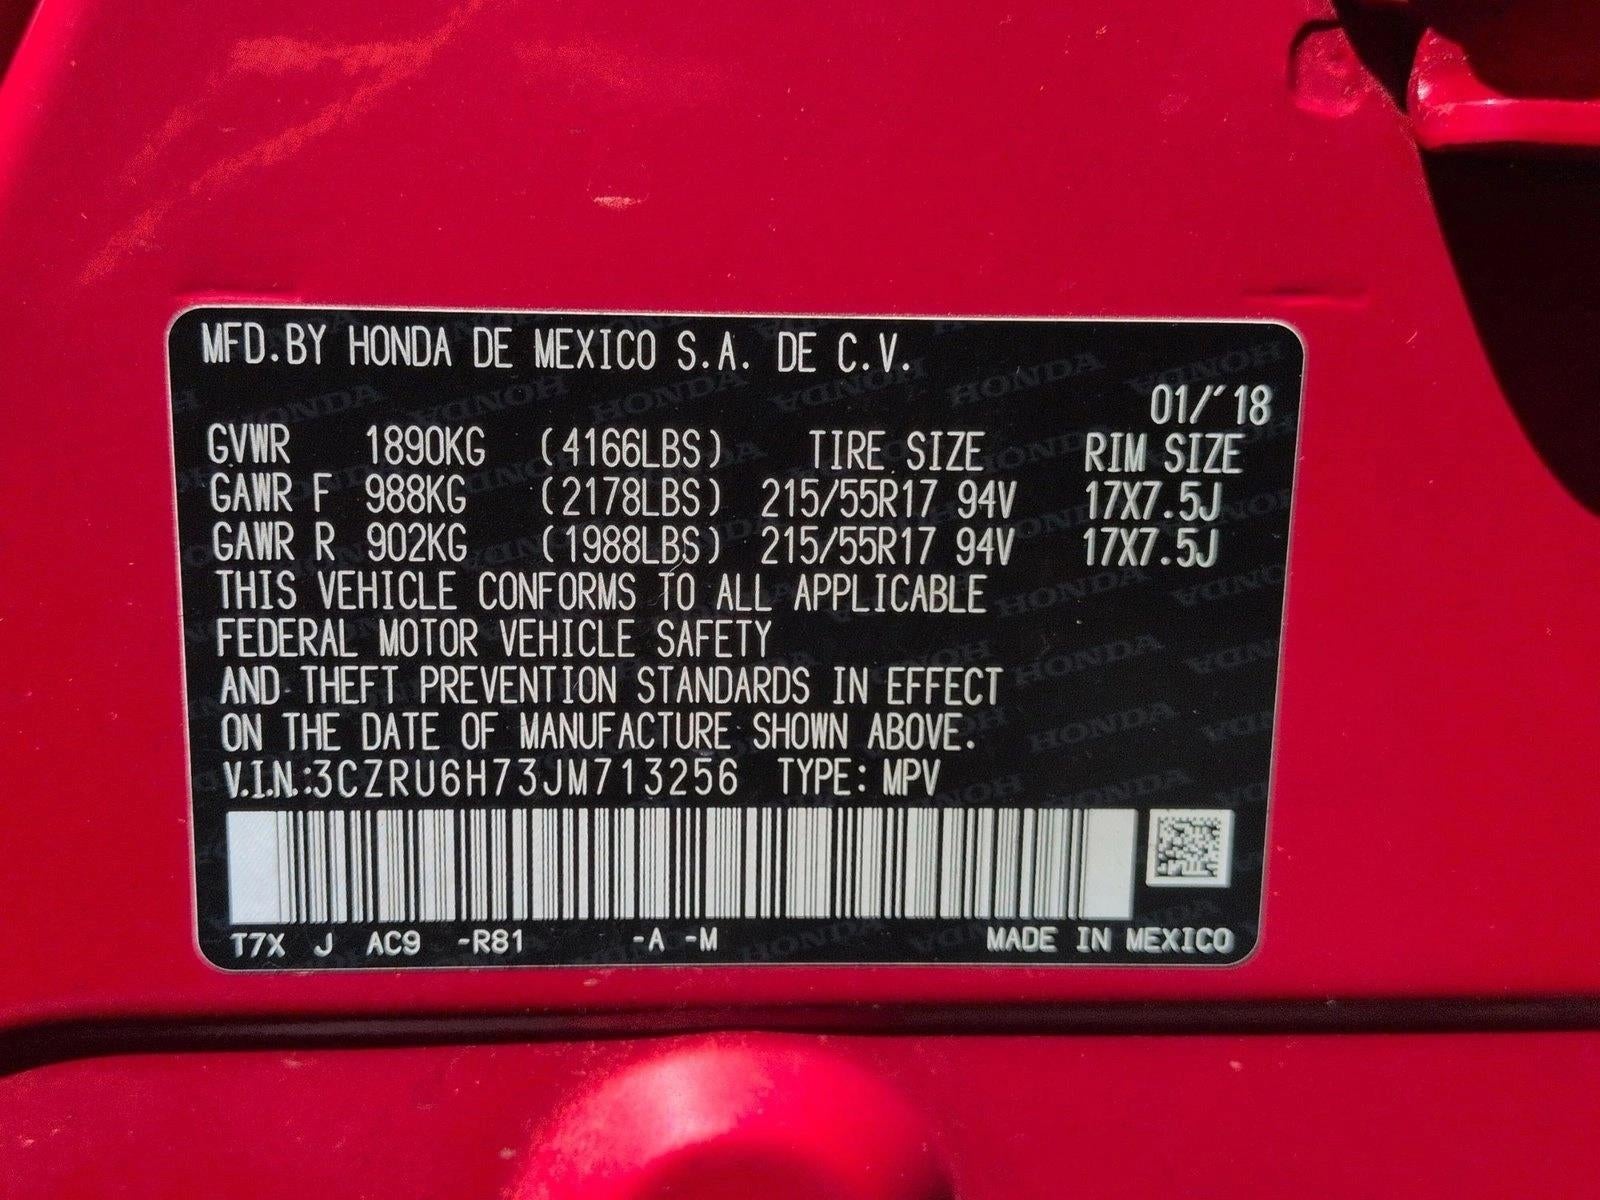 MFD.BY HONDA DE MEXICO S.A. DE C.V.
01/'18
GVWR 1890KG (4166LBS) TIRE SIZE RIM SIZE
GAWR F 988KG (2178LBS) 215/55R17 94V 17X7.5J
GAWR R 902KG (1988LBS) 215/55R17 94V 17X7.5J
THIS VEHICLE CONFORMS TO ALL APPLICABLE
FEDERAL MOTOR VEHICLE SAFETY
AND THEFT PREVENTION STANDARDS IN EFFECT
ON THE DATE OF MANUFACTURE SHOWN ABOVE.
V.I.N.:3CZRU6H73JM713256 TYPE: MPV
T7X J AC9 -R81 -A -M MADE IN MEXICO